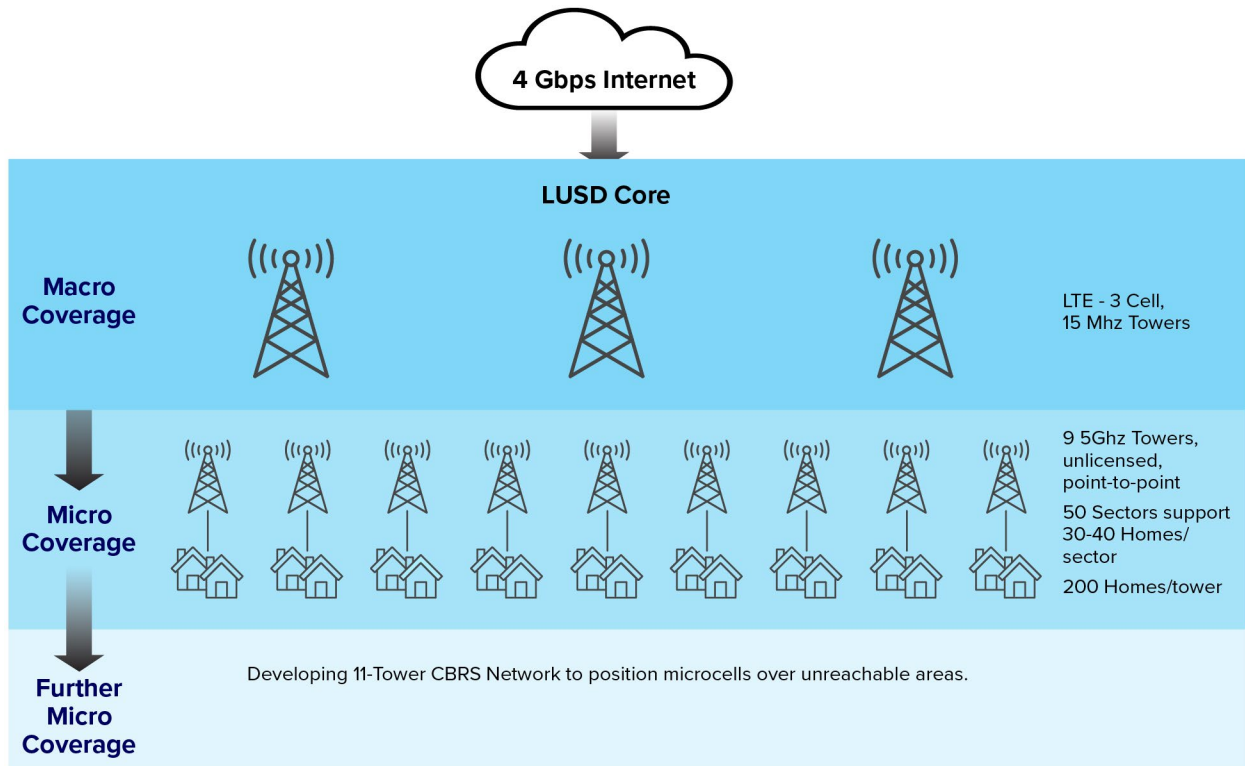 4 Gbps Internet
LUSD Core
Macro
Coverage
LTE - 3 Cell,
15 Mhz Towers
Micro
Coverage
9 5Ghz Towers,
unlicensed,
point-to-point
50 Sectors support
30-40 Homes/
sector
200 Homes/tower
Further
Micro
Coverage
Developing 11-Tower CBRS Network to position microcells over unreachable areas.